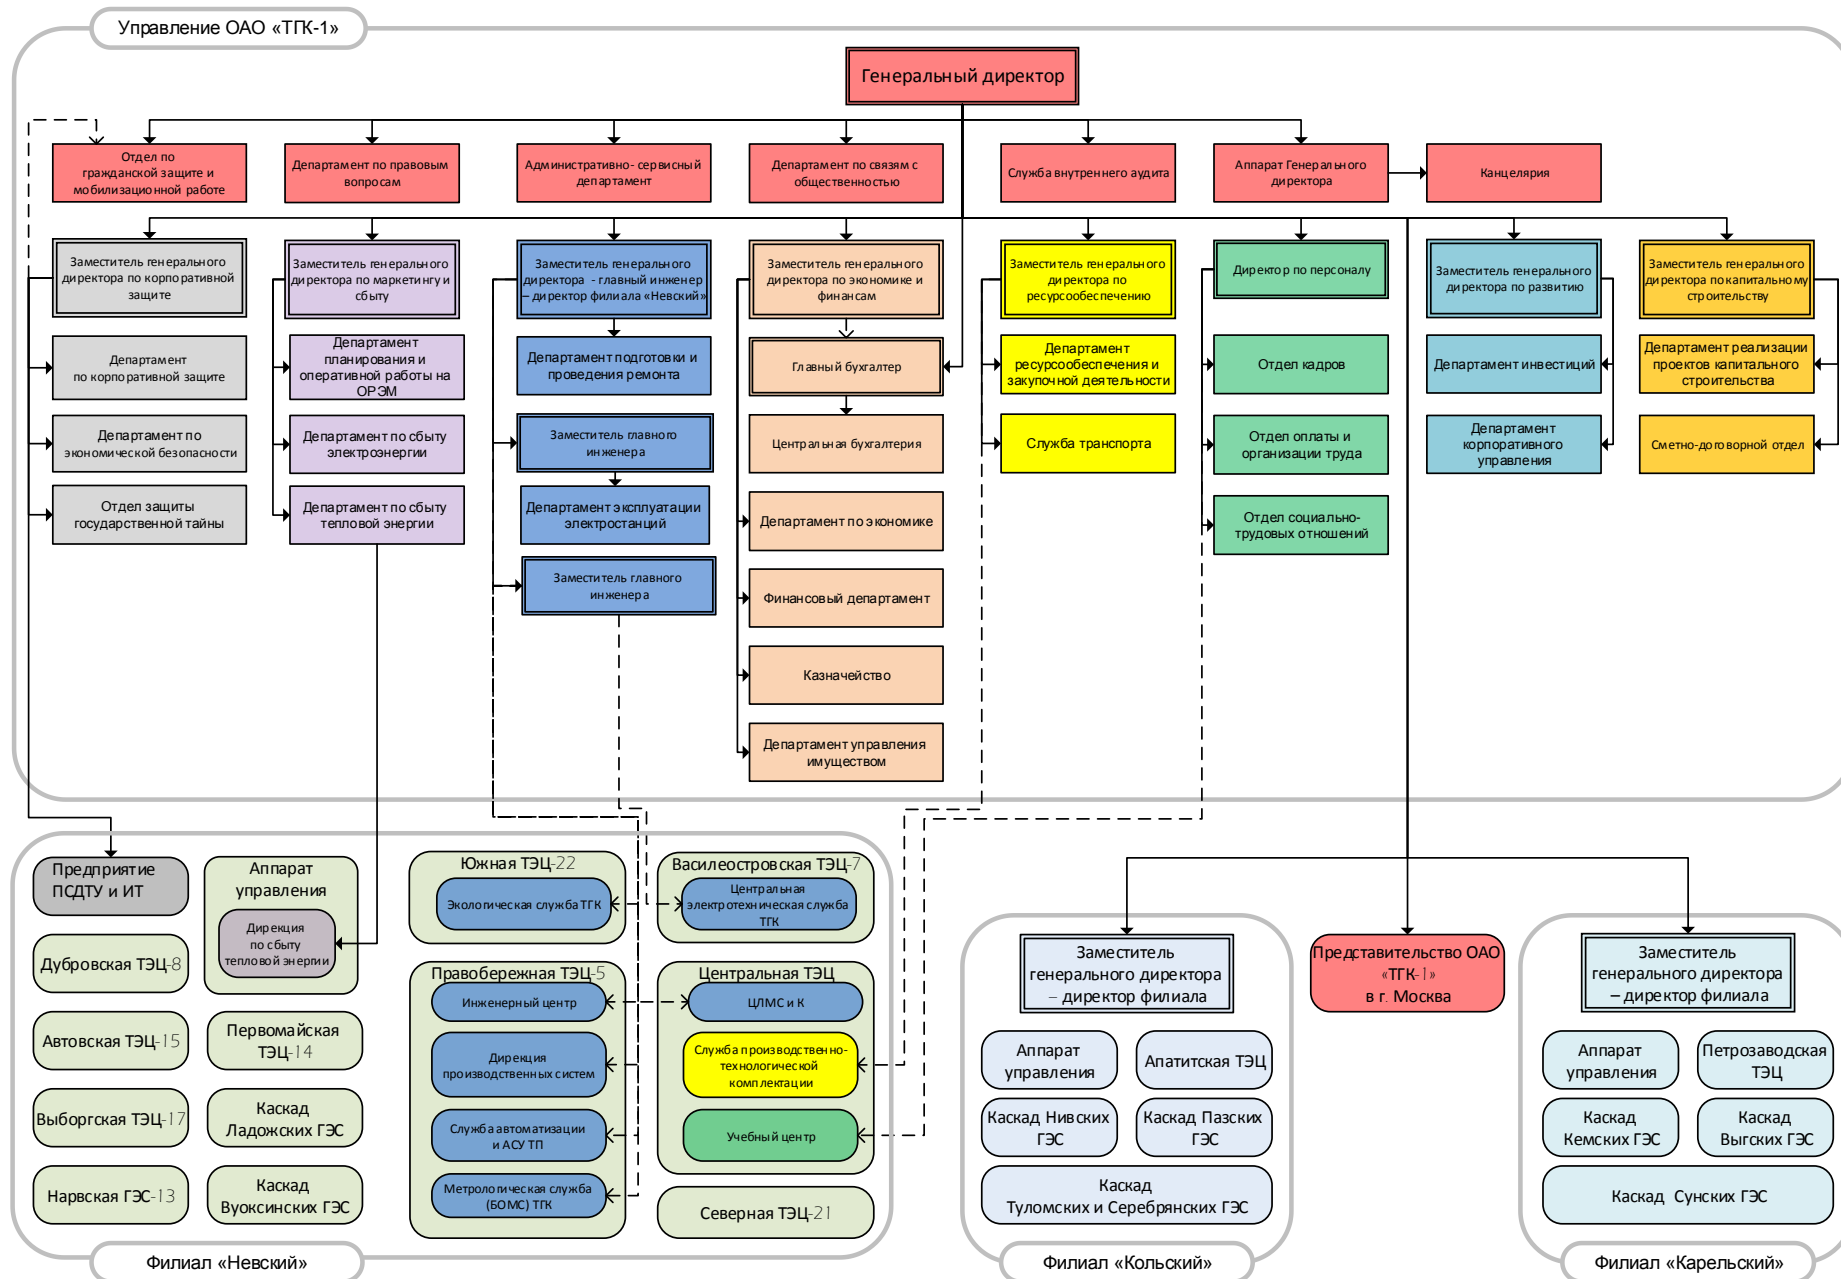 Управление ОАО «ТГК-1»
Генеральный директор
Отдел по
гражданской защите и
мобилизационной работе
Департамент по правовым
вопросам
Административно- сервисный
департамент
Департамент по связям с
общественностью
Служба внутреннего аудита
Аппарат Генерального
директора
Канцелярия
Заместитель генерального
директора по корпоративной
защите
Заместитель генерального
директора по маркетингу и
сбыту
Заместитель генерального
директора - главный инженер
– директор филиала «Невский»
Заместитель генерального
директора по экономике и
финансам
Заместитель генерального
директора по
ресурсообеспечению
Директор по персоналу
Заместитель генерального
директора по развитию
Заместитель генерального
директора по капитальному
строительству
Департамент
по корпоративной защите
Департамент
планирования и
оперативной работы на
ОРЭМ
Департамент подготовки и
проведения ремонта
Главный бухгалтер
Департамент
ресурсообеспечения и
закупочной деятельности
Отдел кадров
Департамент инвестиций
Департамент реализации
проектов капитального
строительства
Департамент по
экономической безопасности
Департамент по сбыту
электроэнергии
Заместитель главного
инженера
Центральная бухгалтерия
Служба транспорта
Отдел оплаты и
организации труда
Департамент
корпоративного
управления
Сметно-договорной отдел
Отдел защиты
государственной тайны
Департамент по сбыту
тепловой энергии
Департамент эксплуатации
электростанций
Департамент по экономике
Отдел социально-
трудовых отношений
Заместитель главного
инженера
Финансовый департамент
Казначейство
Департамент управления
имуществом
Предприятие
ПСДТУ и ИТ
Аппарат
управления
Дирекция
по сбыту
тепловой энергии
Южная ТЭЦ-22
Экологическая служба ТГК
Василеостровская ТЭЦ-7
Центральная
электротехническая служба
ТГК
Дубровская ТЭЦ-8
Правобережная ТЭЦ-5
Инженерный центр
Дирекция
производственных систем
Служба автоматизации
и АСУ ТП
Метрологическая служба
(БОМС) ТГК
Центральная ТЭЦ
ЦЛМС и К
Служба производственно-
технологической
комплектации
Учебный центр
Автовская ТЭЦ-15
Первомайская
ТЭЦ-14
Выборгская ТЭЦ-17
Каскад
Ладожских ГЭС
Нарвская ГЭС-13
Каскад
Вуоксинских ГЭС
Северная ТЭЦ-21
Филиал «Невский»
Заместитель
генерального директора
– директор филиала
Аппарат
управления
Апатитская ТЭЦ
Каскад Нивских
ГЭС
Каскад Пазских
ГЭС
Каскад
Туломских и Серебрянских ГЭС
Филиал «Кольский»
Представительство ОАО
«ТГК-1»
в г. Москва
Заместитель
генерального директора
– директор филиала
Аппарат
управления
Петрозаводская
ТЭЦ
Каскад
Кемских ГЭС
Каскад
Выгских ГЭС
Каскад Сунских ГЭС
Филиал «Карельский»